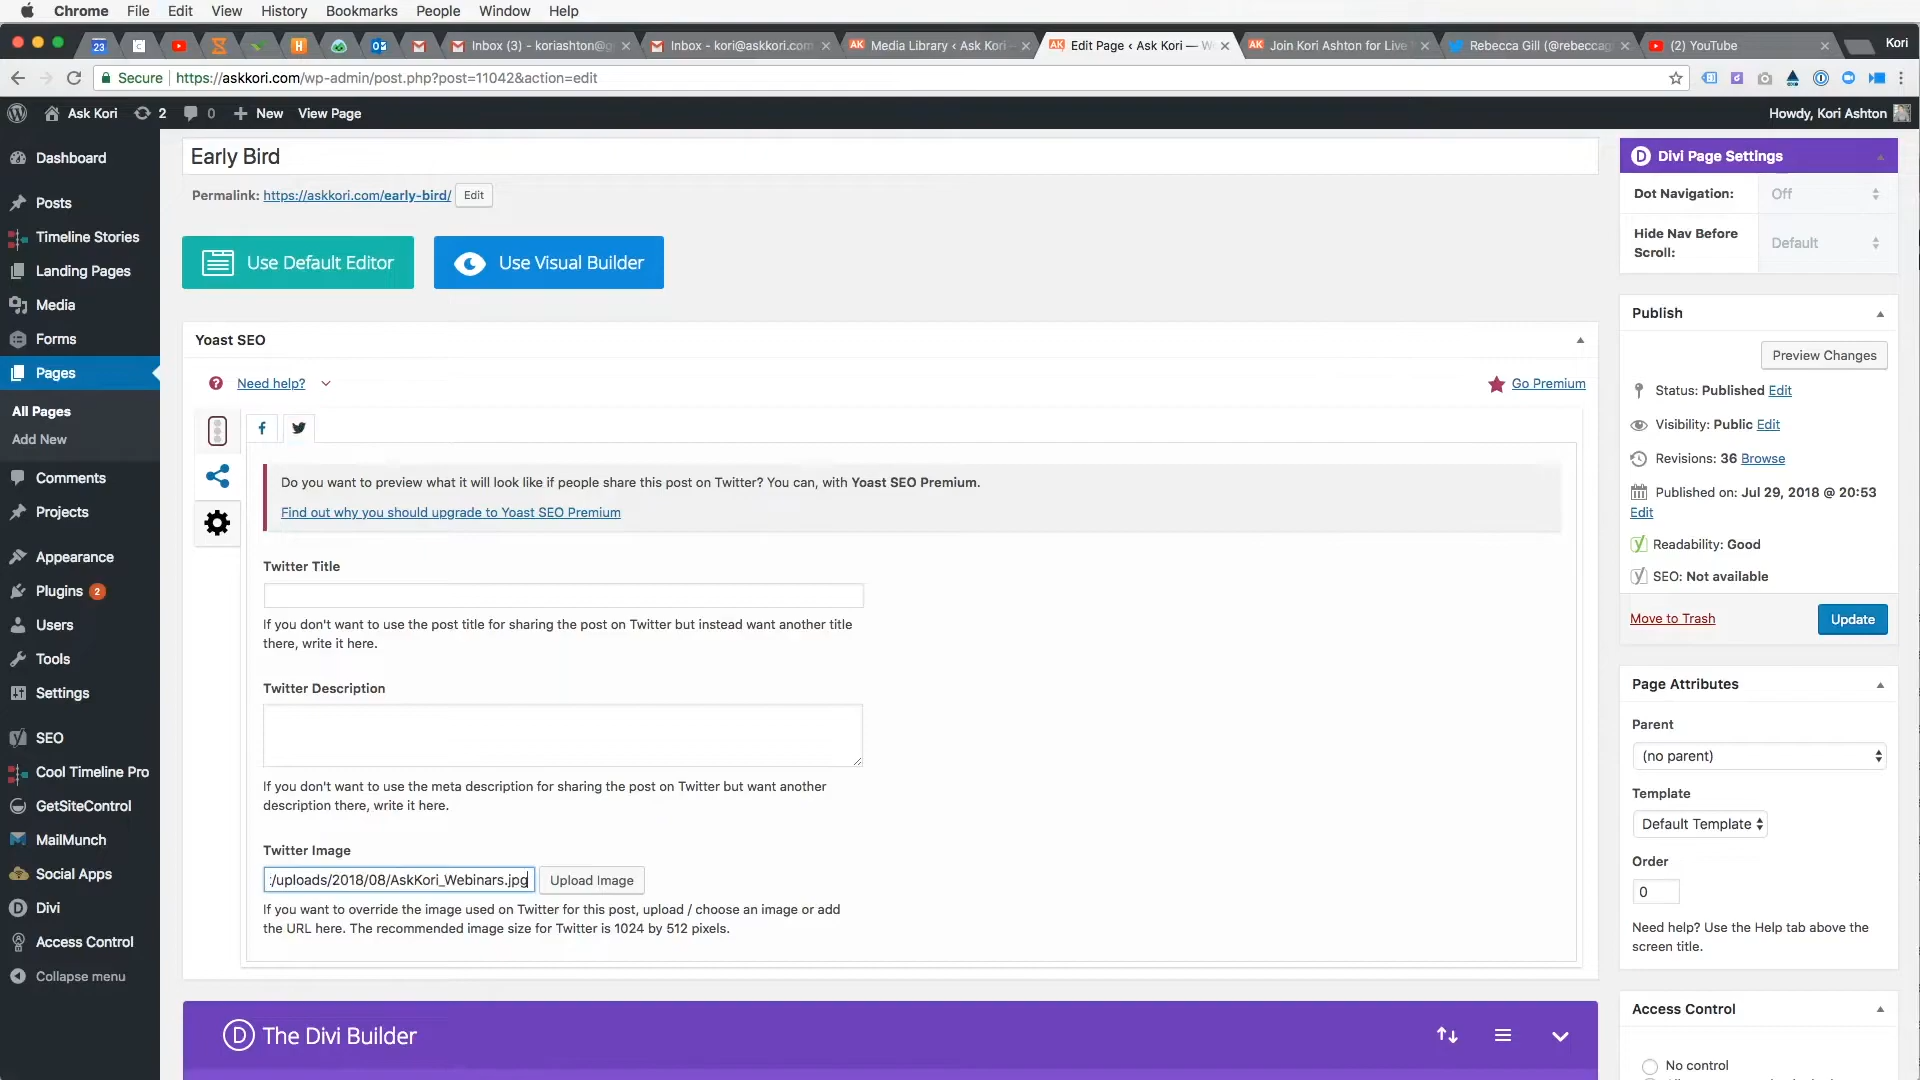 Chrome File Edit View History Bookmarks People Window Help
23
Inbox (3) - koriashton@g
Inbox - kori@askkori.com
AK Media Library ‹ Ask Kori —
AK Edit Page ‹ Ask Kori — W
AK Join Kori Ashton for Live
Rebecca Gill (@rebeccag
(2) YouTube
Kori
Secure https://askkori.com/wp-admin/post.php?post=11042&action=edit
Ask Kori 2 0 New View Page
Howdy, Kori Ashton
Dashboard
Posts
Timeline Stories
Landing Pages
Media
Forms
Pages
All Pages
Add New
Comments
Projects
Appearance
Plugins 2
Users
Tools
Settings
SEO
Cool Timeline Pro
GetSiteControl
MailMunch
Social Apps
Divi
Access Control
Collapse menu
Early Bird
Permalink: https://askkori.com/early-bird/ Edit
Use Default Editor
Use Visual Builder
Yoast SEO
Need help?
Go Premium
Do you want to preview what it will look like if people share this post on Twitter? You can, with Yoast SEO Premium.
Find out why you should upgrade to Yoast SEO Premium
Twitter Title
If you don't want to use the post title for sharing the post on Twitter but instead want another title
there, write it here.
Twitter Description
If you don't want to use the meta description for sharing the post on Twitter but want another
description there, write it here.
Twitter Image
:/uploads/2018/08/AskKori_Webinars.jpg
Upload Image
If you want to override the image used on Twitter for this post, upload / choose an image or add
the URL here. The recommended image size for Twitter is 1024 by 512 pixels.
D The Divi Builder
D Divi Page Settings
Dot Navigation: Off
Hide Nav Before
Scroll:
Default
Publish
Preview Changes
Status: Published Edit
Visibility: Public Edit
Revisions: 36 Browse
Published on: Jul 29, 2018 @ 20:53
Edit
Readability: Good
SEO: Not available
Move to Trash
Update
Page Attributes
Parent
(no parent)
Template
Default Template
Order
0
Need help? Use the Help tab above the
screen title.
Access Control
No control